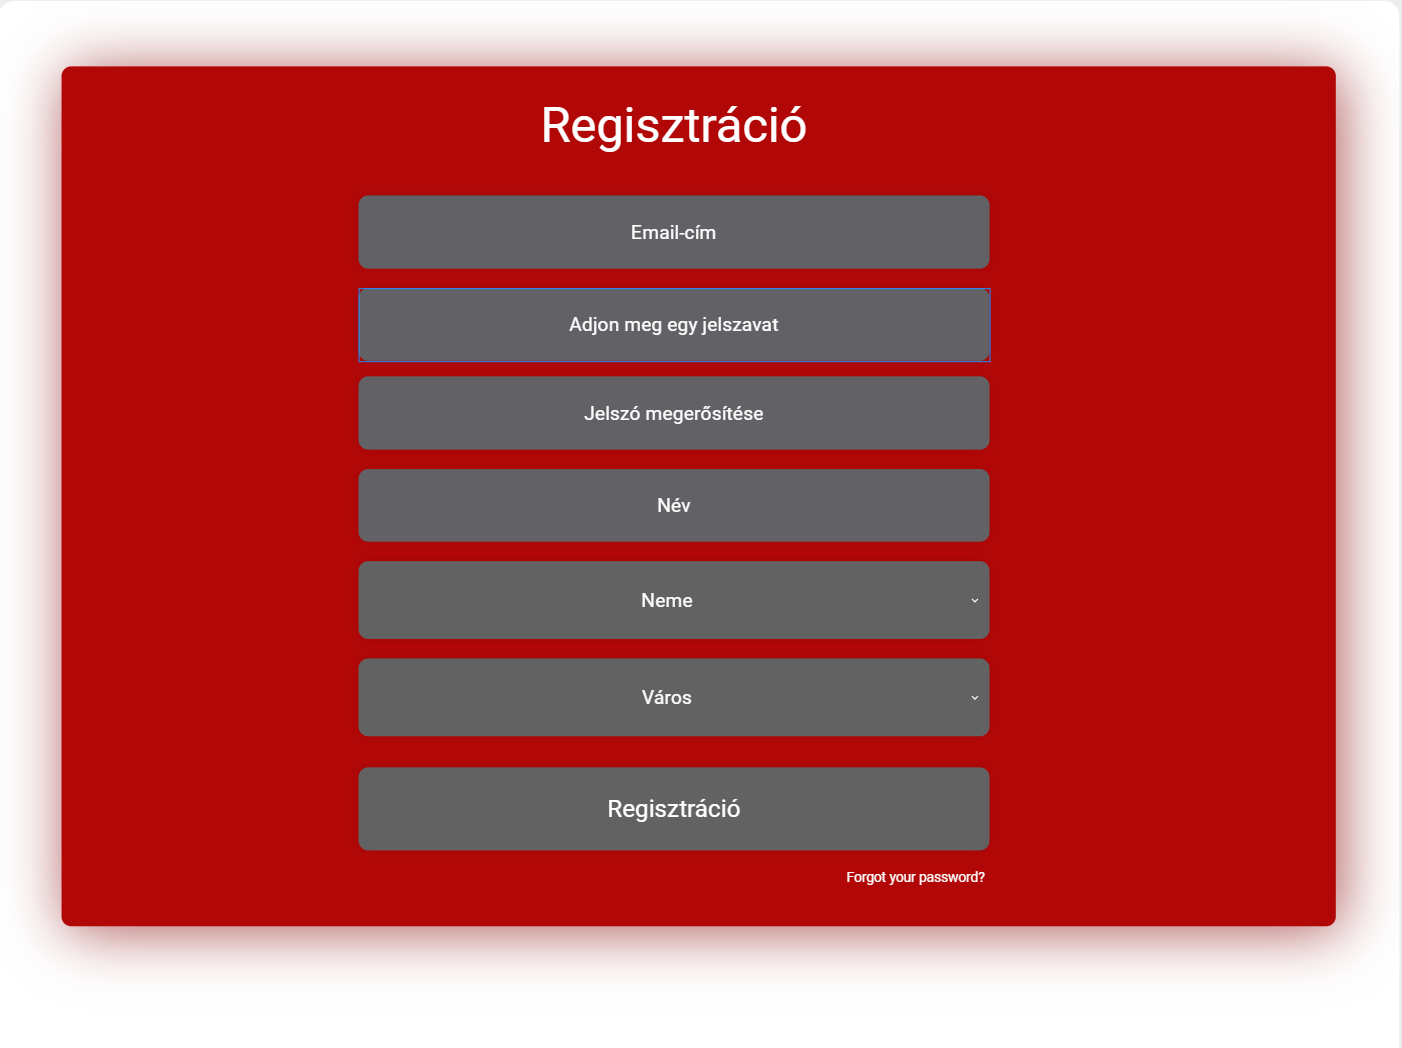 Regisztráció
Email-cím
Adjon meg egy jelszavat
Jelszó megerősítése
Név
Neme
Város
Regisztráció
Forgot your password?